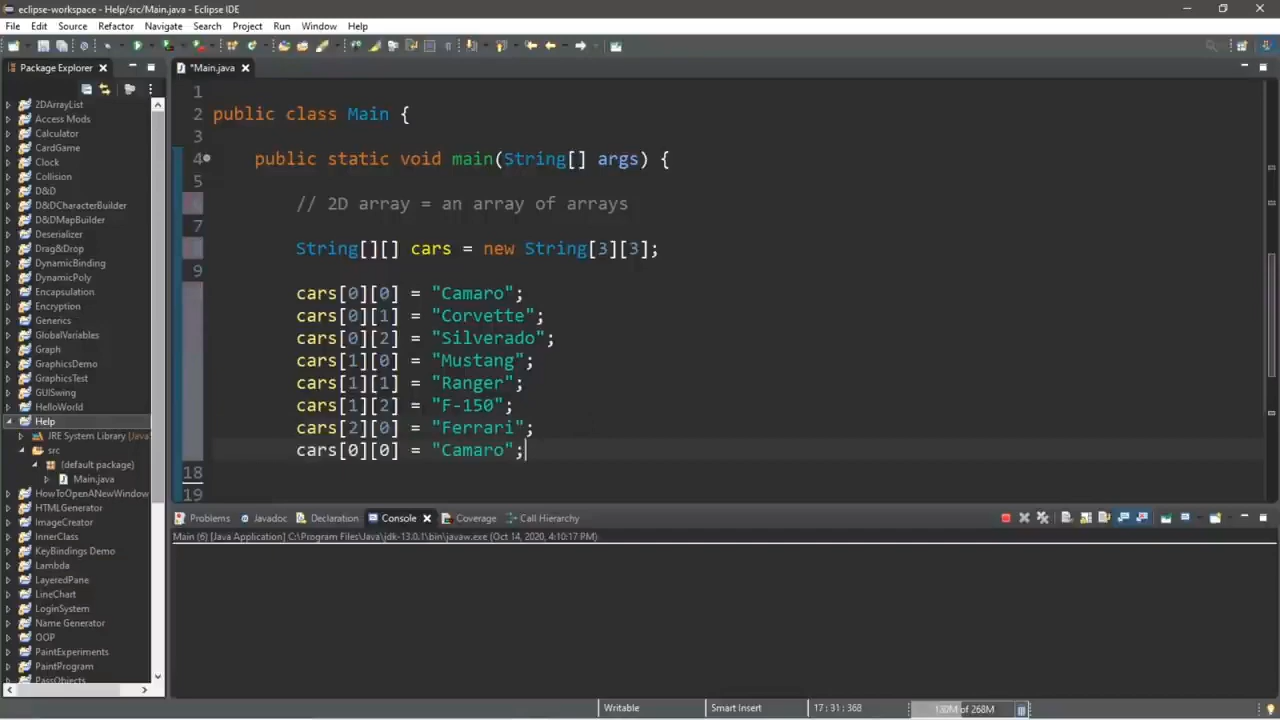 eclipse-workspace - Help/src/Main.java - Eclipse IDE
File Edit Source Refactor Navigate Search Project Run Window Help
Package Explorer
2DArrayList
Access Mods
Calculator
CardGame
Clock
Collision
D&D
D&DCharacterBuilder
D&DMapBuilder
Deserializer
Drag&Drop
DynamicBinding
DynamicPoly
Encapsulation
Encryption
Generics
GlobalVariables
Graph
GraphicsDemo
GraphicsTest
GUISwing
HelloWorld
Help
JRE System Library [Java
src
(default package)
Main.java
HowToOpenANewWindow
HTMLGenerator
ImageCreator
InnerClass
KeyBindings Demo
Lambda
LayeredPane
LineChart
LoginSystem
Name Generator
OOP
PaintExperiments
PaintProgram
PassObjects
*Main.java
1
2 public class Main {
3
4 public static void main(String[] args) {
5
// 2D array = an array of arrays
7
String[][] cars = new String[3][3];
9
cars[0][0] = "Camaro";
cars[0][1] = "Corvette";
cars[0][2] = "Silverado";
cars[1][0] = "Mustang";
cars[1][1] = "Ranger";
cars[1][2] = "F-150";
cars[2][0] = "Ferrari";
cars[0][0] = "Camaro";
18
19
Problems Javadoc Declaration Console Coverage Call Hierarchy
Main (6) [Java Application] C:\Program Files\Java\jdk-13.0.1\bin\javaw.exe (Oct 14, 2020, 4:10:17 PM)
Writable Smart Insert 17 : 31 : 368 130M of 268M